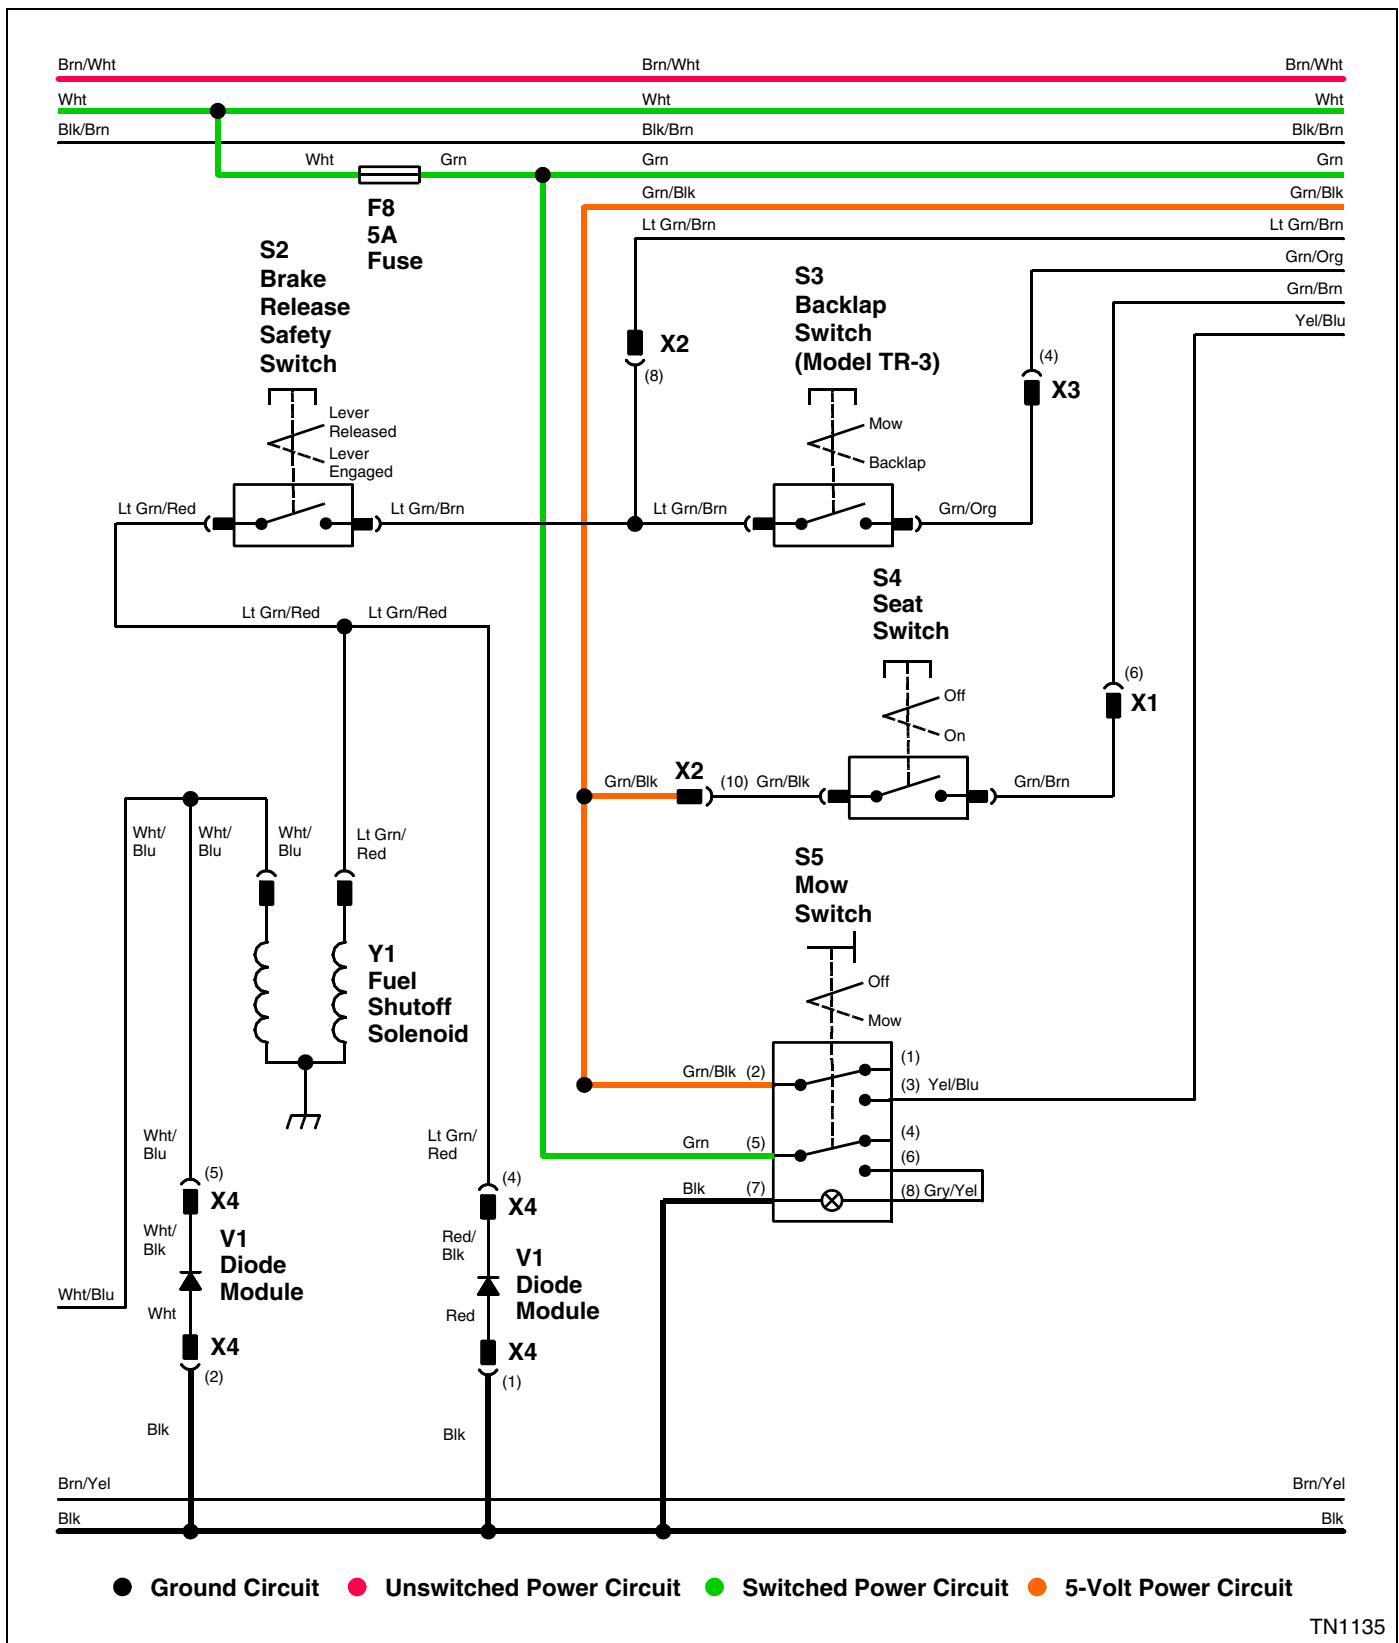 Brn/Wht Brn/Wht Brn/Wht
Wht Wht Wht
Blk/Brn Blk/Brn Blk/Brn
Wht Grn Grn Grn
F8
5A
Fuse
Grn/Blk Grn/Blk
Lt Grn/Brn Lt Grn/Brn
Grn/Org
Grn/Brn
Yel/Blu
S2
Brake
Release
Safety
Switch
Lever
Released
Lever
Engaged
X2
(8)
S3
Backlap
Switch
(Model TR-3)
Mow
Backlap
(4)
X3
Lt Grn/Red Lt Grn/Brn Lt Grn/Brn Grn/Org
Lt Grn/Red Lt Grn/Red
S4
Seat
Switch
Off
On
(6)
X1
Grn/Blk X2 (10) Grn/Blk Grn/Brn
Wht/
Blu
Wht/
Blu
Wht/
Blu
Lt Grn/
Red
Y1
Fuel
Shutoff
Solenoid
S5
Mow
Switch
Off
Mow
Grn/Blk (2) (1)
(3) Yel/Blu
Grn (5) (4)
(6)
Blk (7) (8) Gry/Yel
Wht/
Blu
(5)
X4
Wht/
Blk
V1
Diode
Module
Wht/Blu
Wht
X4
(2)
Blk
Lt Grn/
Red
(4)
X4
Red/
Blk
V1
Diode
Module
Red
X4
(1)
Blk
Brn/Yel Brn/Yel
Blk Blk
Ground Circuit Unswitched Power Circuit Switched Power Circuit 5-Volt Power Circuit
TN1135